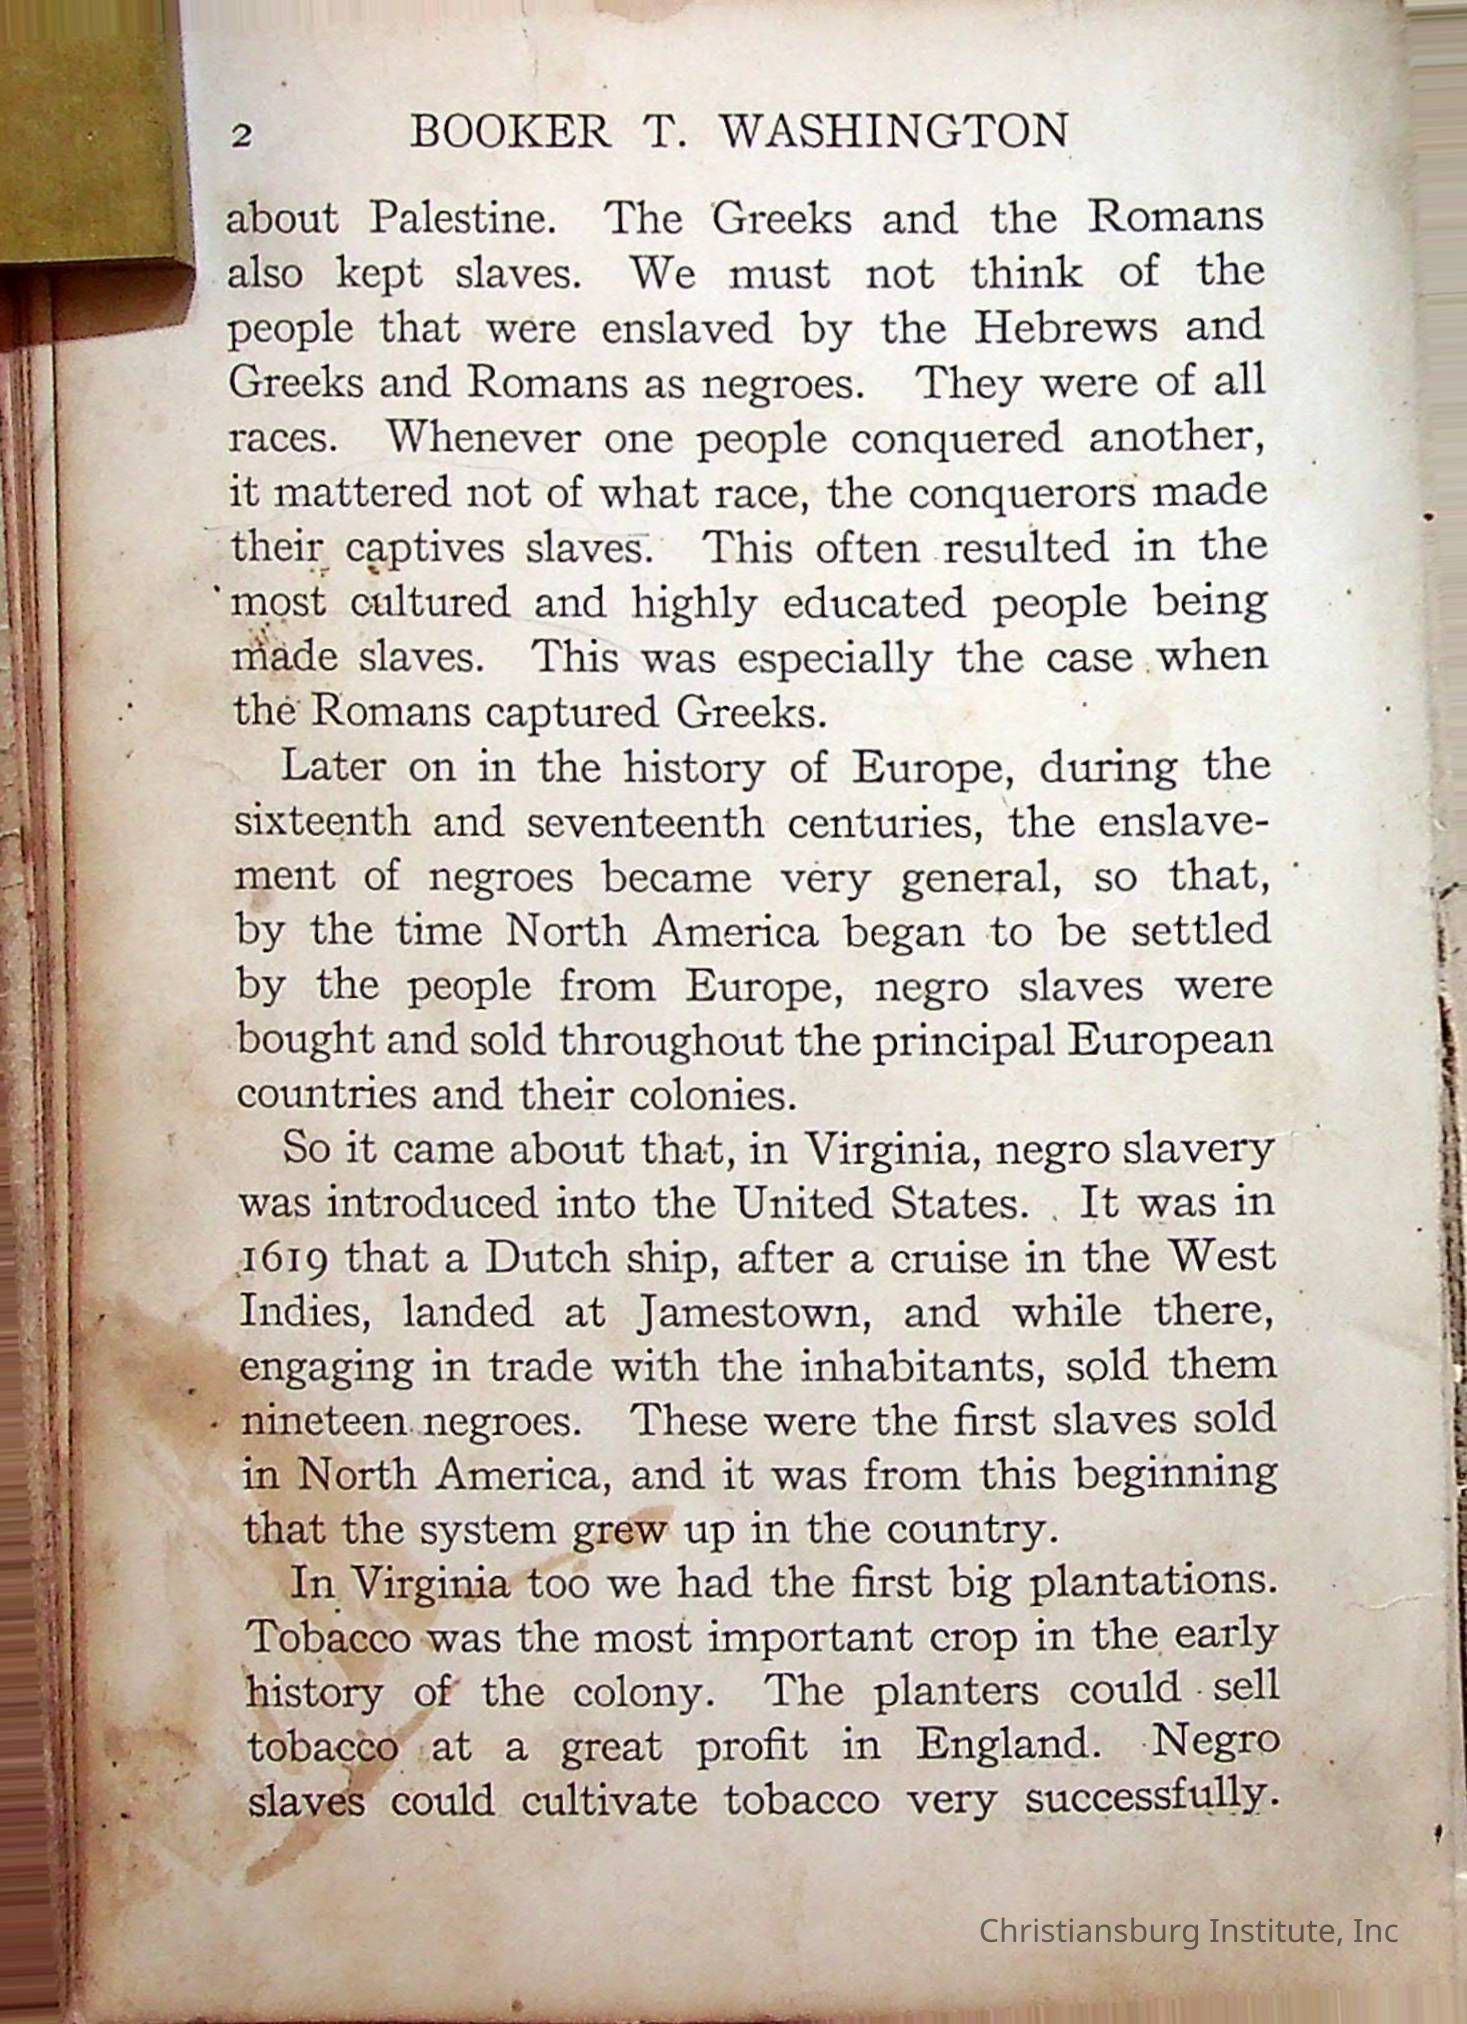 2 BOOKER T. WASHINGTON
about Palestine. The Greeks and the Romans
also kept slaves. We must not think of the
people that were enslaved by the Hebrews and
Greeks and Romans as negroes. They were of all
races. Whenever one people conquered another,
it mattered not of what race, the conquerors made
their captives slaves. This often resulted in the
most cultured and highly educated people being
made slaves. This was especially the case when
the Romans captured Greeks.
Later on in the history of Europe, during the
sixteenth and seventeenth centuries, the enslave-
ment of negroes became very general, so that,
by the time North America began to be settled
by the people from Europe, negro slaves were
bought and sold throughout the principal European
countries and their colonies.
So it came about that, in Virginia, negro slavery
was introduced into the United States. It was in
1619 that a Dutch ship, after a cruise in the West
Indies, landed at Jamestown, and while there,
engaging in trade with the inhabitants, sold them
nineteen negroes. These were the first slaves sold
in North America, and it was from this beginning
that the system grew up in the country.
In Virginia too we had the first big plantations.
Tobacco was the most important crop in the early
history of the colony. The planters could sell
tobacco at a great profit in England. Negro
slaves could cultivate tobacco very successfully.
Christiansburg Institute, Inc